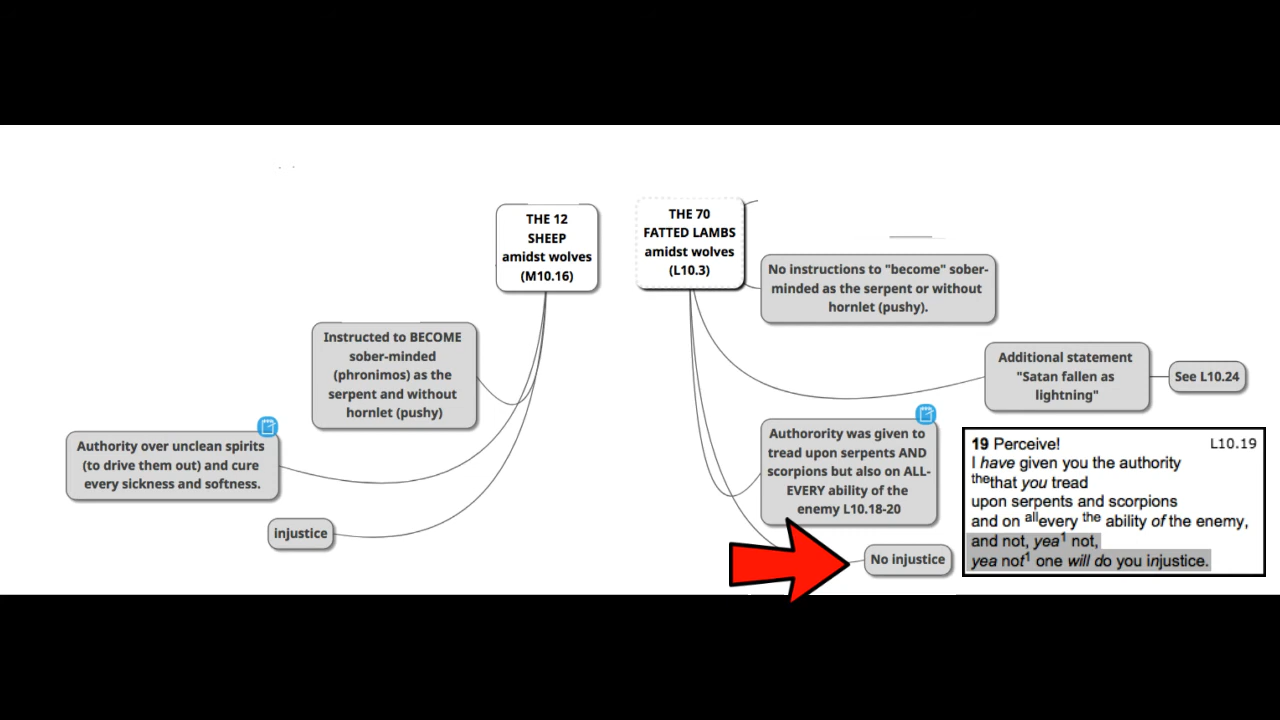 THE 12
SHEEP
amidst wolves
(M10.16)
Instructed to BECOME
sober-minded
(phronimos) as the
serpent and without
hornlet (pushy)
Authority over unclean spirits
(to drive them out) and cure
every sickness and softness.
injustice
THE 70
FATTED LAMBS
amidst wolves
(L10.3)
No instructions to "become" sober-
minded as the serpent or without
hornlet (pushy).
Additional statement
"Satan fallen as
lightning"
See L10.24
Authorority was given to
tread upon serpents AND
scorpions but also on ALL-
EVERY ability of the
enemy L10.18-20
No injustice
19 Perceive! L10.19
I have given you the authority
thethat you tread
upon serpents and scorpions
and on allevery the ability of the enemy,
and not, yea1 not,
yea not1 one will do you injustice.